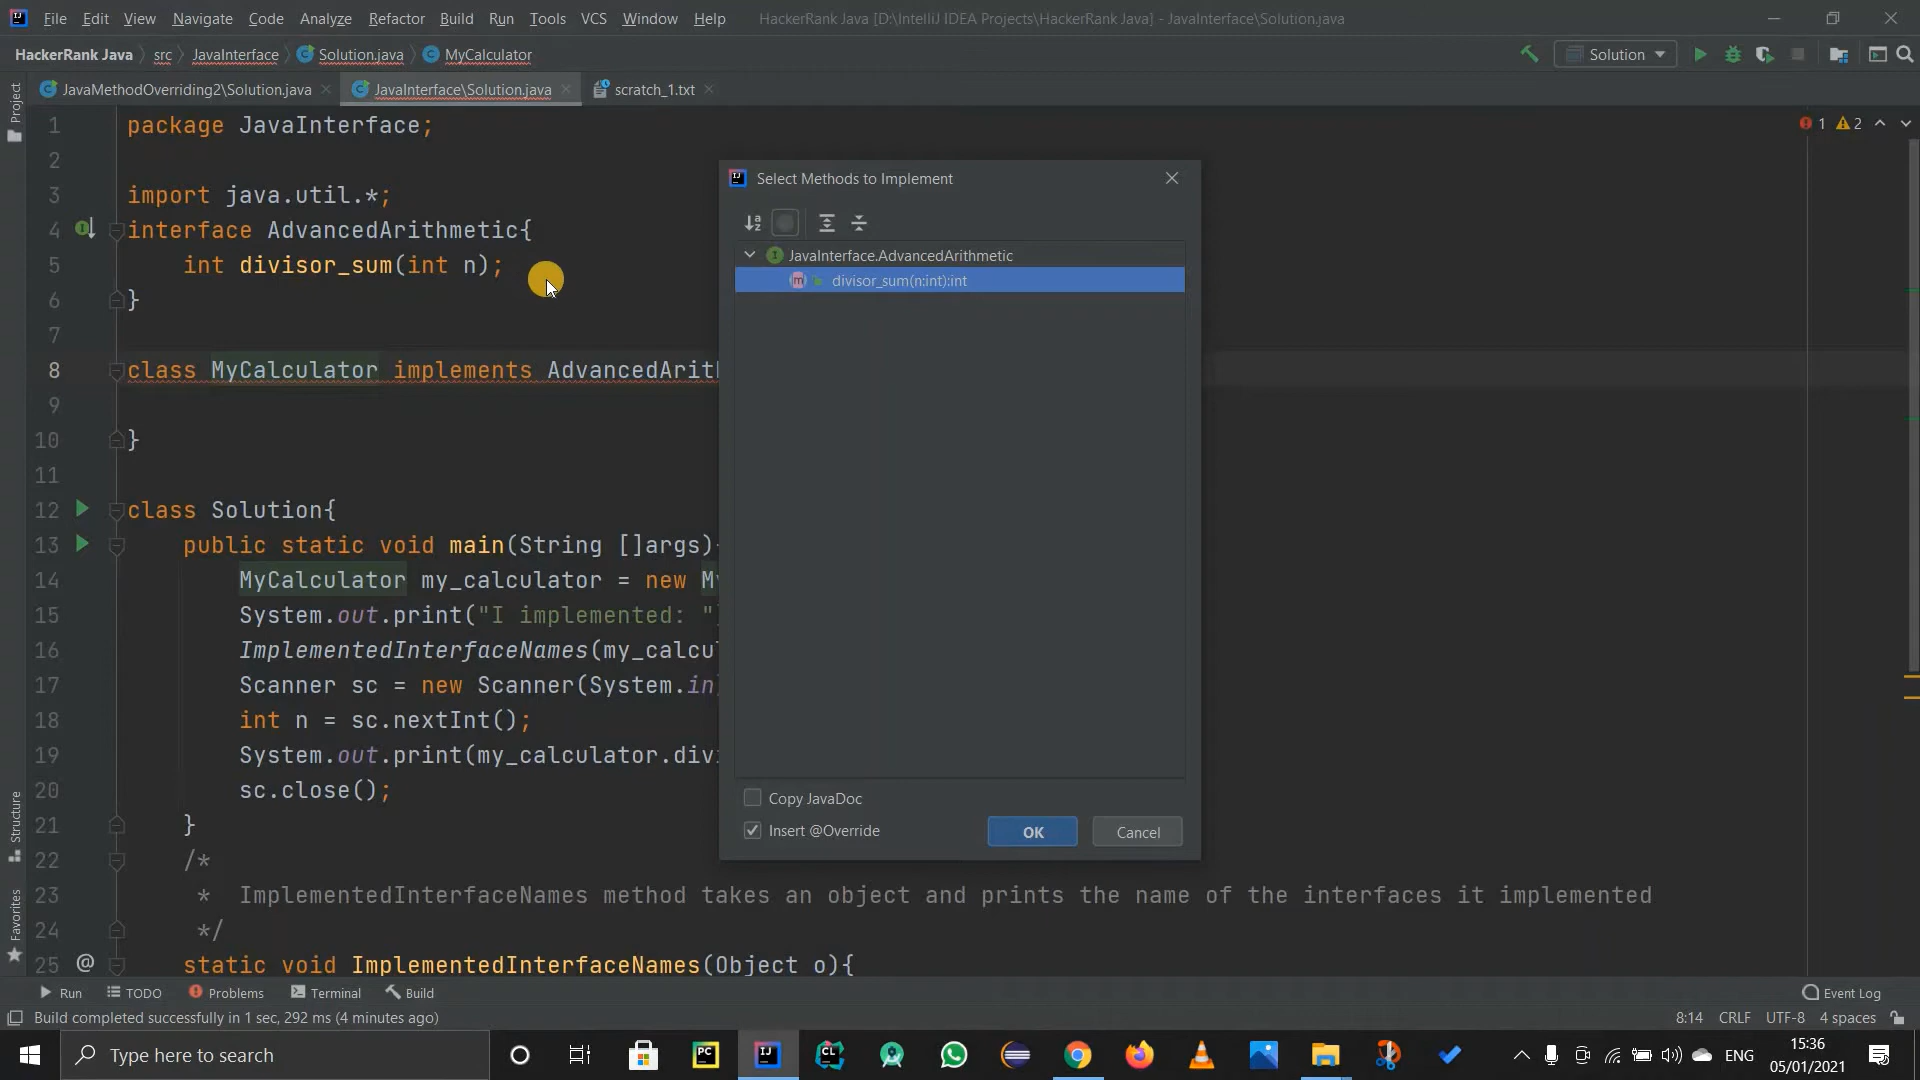 File Edit View Navigate Code Analyze Refactor Build Run Tools VCS Window Help HackerRank Java [D:\IntelliJ IDEA Projects\HackerRank Java] - JavaInterface\Solution.java
HackerRank Java src JavaInterface Solution.java MyCalculator Solution
JavaMethodOverriding2\Solution.java JavaInterface\Solution.java scratch_1.txt
Project
Structure
Favorites
1 package JavaInterface; 1 2
2
3 import java.util.*;
4 interface AdvancedArithmetic{
5 int divisor_sum(int n);
6 }
7
8 class MyCalculator implements AdvancedArit
9
10 }
11
12 class Solution{
13 public static void main(String []args)
14 MyCalculator my_calculator = new M
15 System.out.print("I implemented: "
16 ImplementedInterfaceNames(my_calcu
17 Scanner sc = new Scanner(System.in
18 int n = sc.nextInt();
19 System.out.print(my_calculator.div
20 sc.close();
21 }
22 /*
23 * ImplementedInterfaceNames method takes an object and prints the name of the interfaces it implemented
24 */
25 @ static void ImplementedInterfaceNames(Object o){
Select Methods to Implement
JavaInterface.AdvancedArithmetic
divisor_sum(n:int):int
Copy JavaDoc
Insert @Override
OK Cancel
Run TODO Problems Terminal Build Event Log
Build completed successfully in 1 sec, 292 ms (4 minutes ago) 8:14 CRLF UTF-8 4 spaces
Type here to search ENG 15:36
05/01/2021